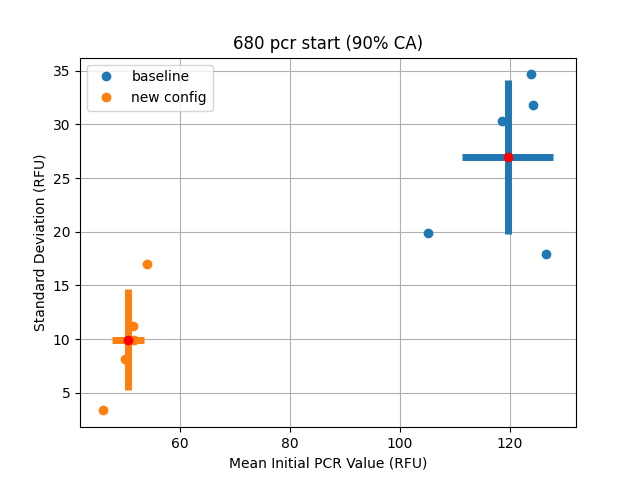 680 pcr start (90% CA)
baseline
new config
35
30
25
20
15
10
5
Standard Deviation (RFU)
60
80
100
120
Mean Initial PCR Value (RFU)